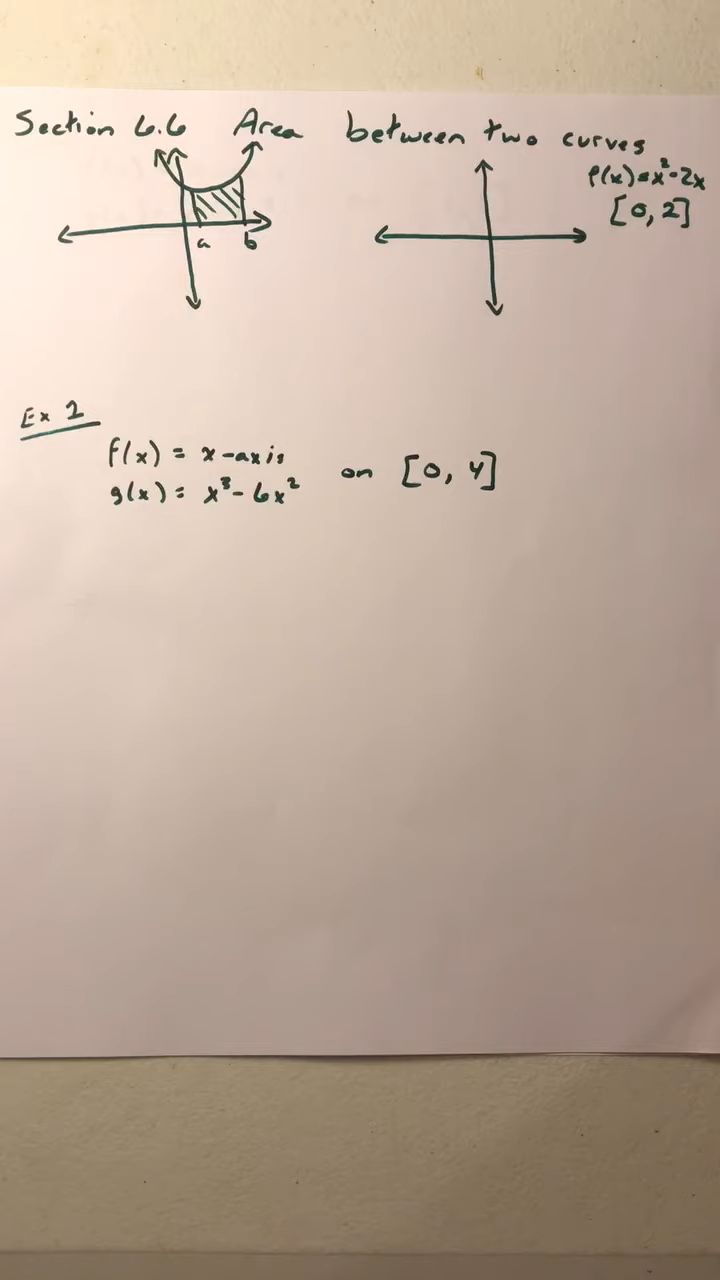 Section 6.6 Area between two curves
f(x) = x² - 2x
[0, 2]
a b
Ex 2
f(x) = x-axis
g(x) = x³ - 6x² on [0, 4]